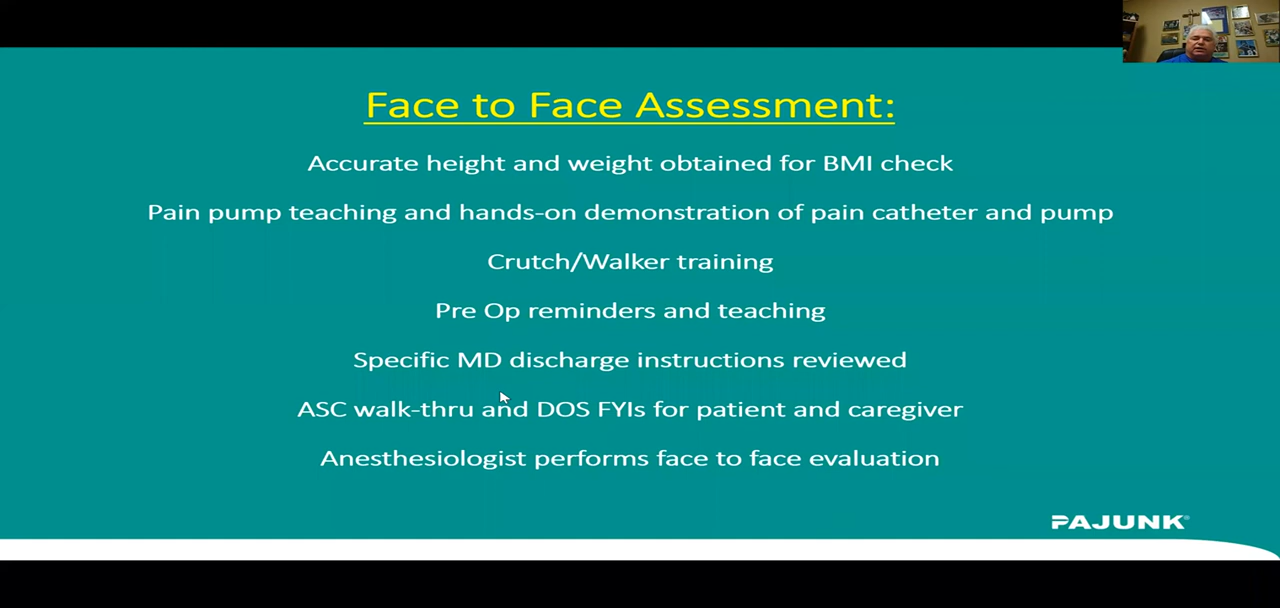 Face to Face Assessment:
Accurate height and weight obtained for BMI check
Pain pump teaching and hands-on demonstration of pain catheter and pump
Crutch/Walker training
Pre Op reminders and teaching
Specific MD discharge instructions reviewed
ASC walk-thru and DOS FYIs for patient and caregiver
Anesthesiologist performs face to face evaluation
PAJUNK®